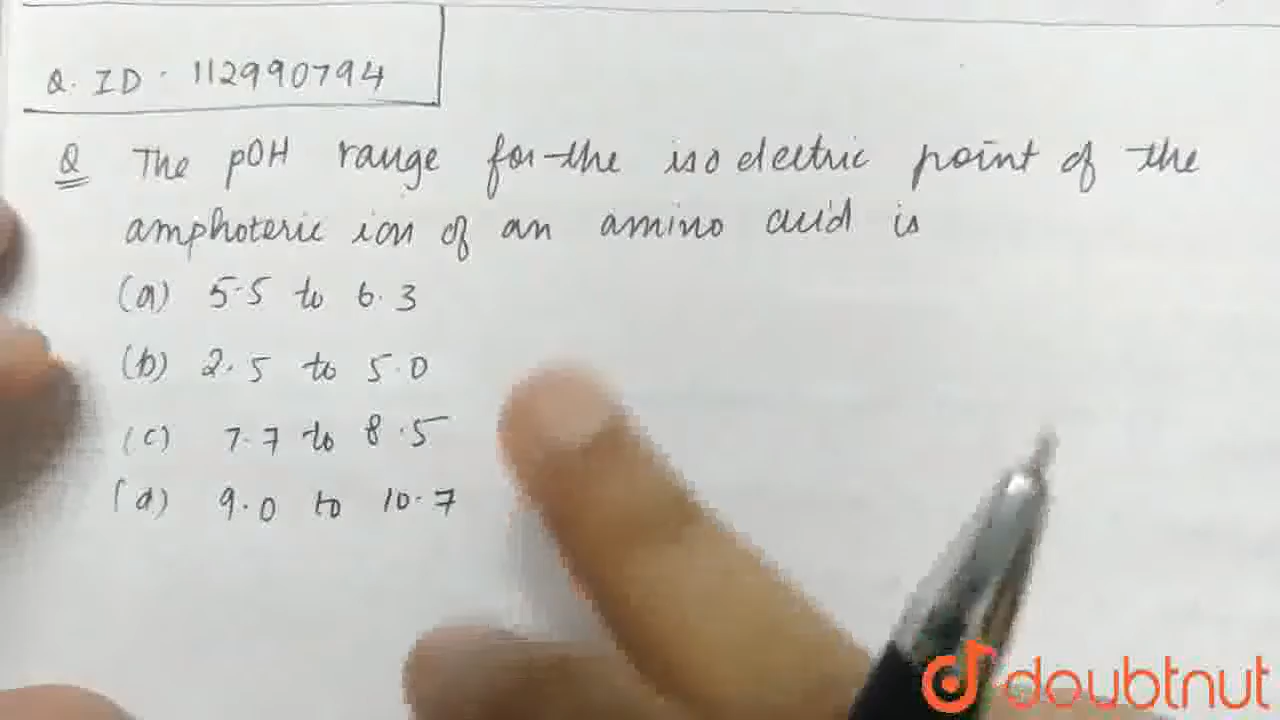 Q. ID · 112990794
Q The pOH range for the isoelectric point of the
amphoteric ion of an amino acid is
(a) 5.5 to 6.3
(b) 2.5 to 5.0
(c) 7.7 to 8.5
(d) 9.0 to 10.7
doubtnut